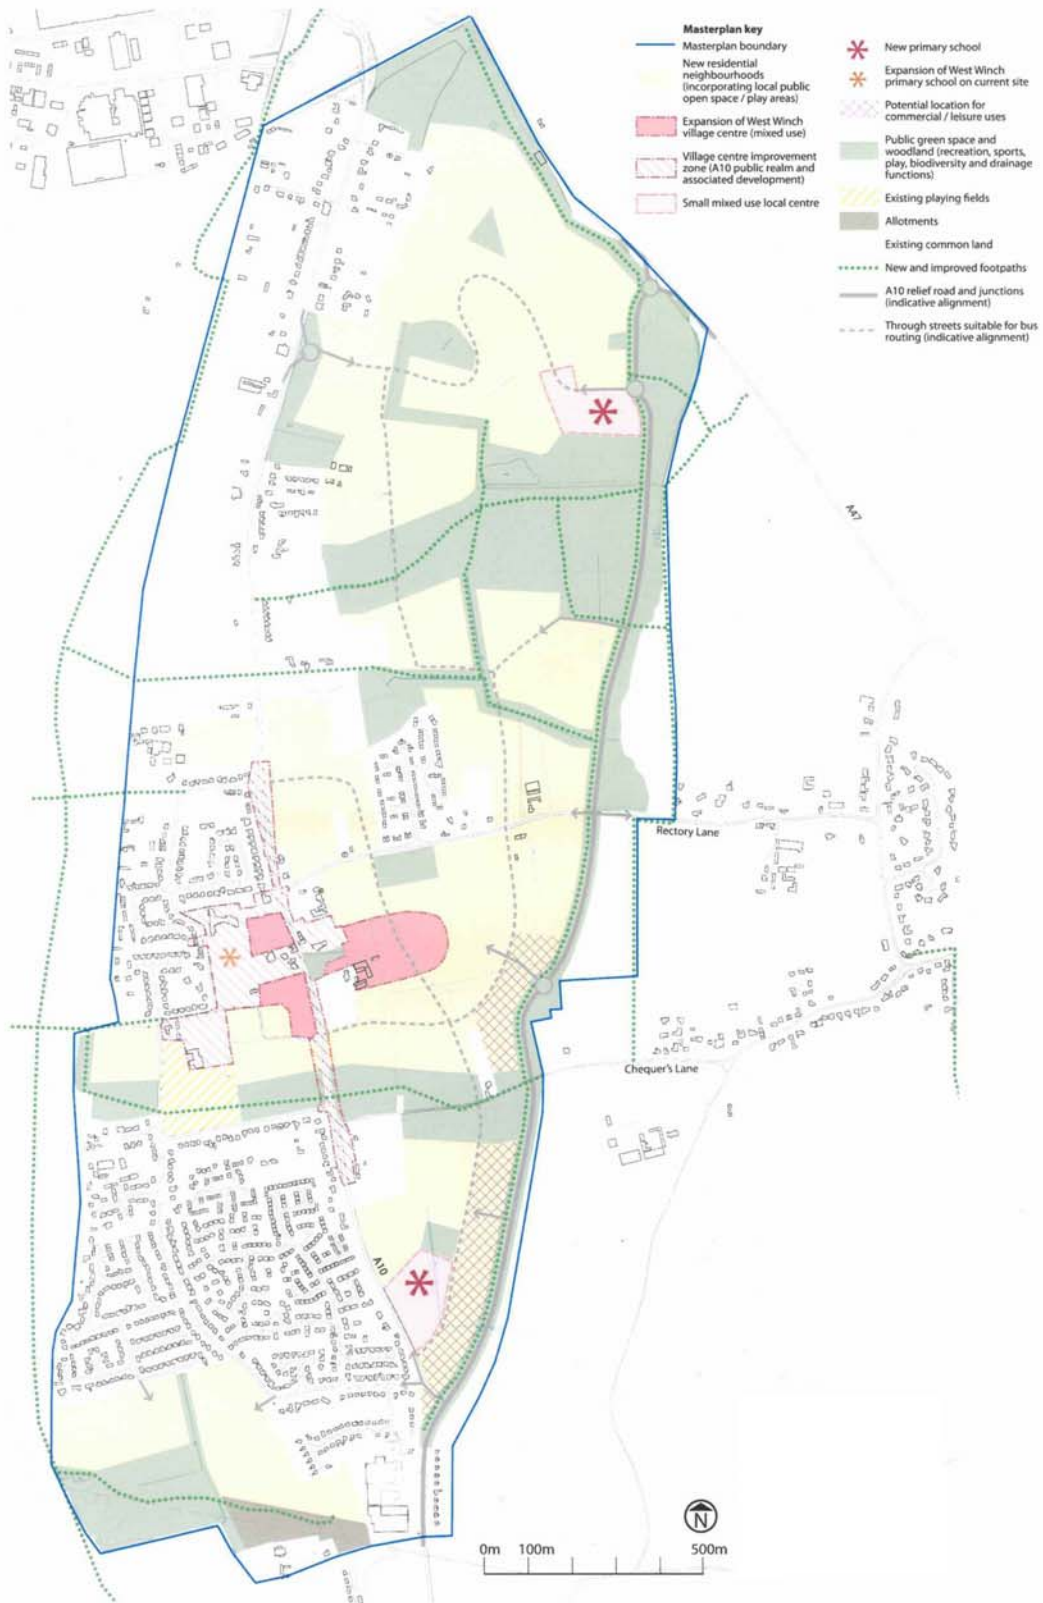 Masterplan key
Masterplan boundary
New residential
neighbourhoods
(incorporating local public
open space / play areas)
Expansion of West Winch
village centre (mixed use)
Village centre improvement
zone (A10 public realm and
associated development)
Small mixed use local centre
New primary school
Expansion of West Winch
primary school on current site
Potential location for
commercial / leisure uses
Public green space and
woodland (recreation, sports,
play, biodiversity and drainage
functions)
Existing playing fields
Allotments
Existing common land
New and improved footpaths
A10 relief road and junctions
(indicative alignment)
Through streets suitable for bus
routing (indicative alignment)
A47
Rectory Lane
Chequer's Lane
A10
N
0m 100m 500m